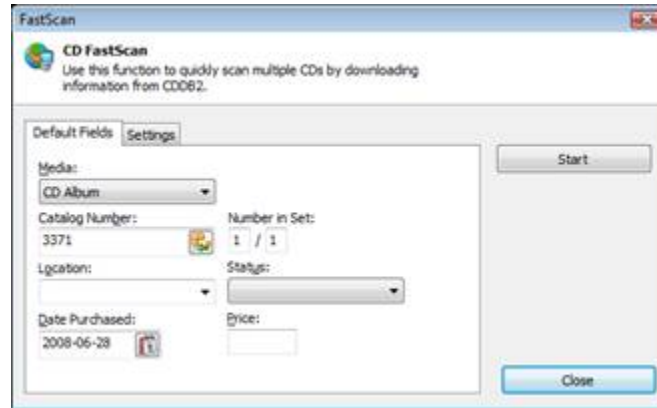 FastScan
CD FastScan
Use this function to quickly scan multiple CDs by downloading
information from CDDB2.
Default Fields Settings
Start
Media:
CD Album
Catalog Number: Number in Set:
3371 1 / 1
Location: Status:
Date Purchased: Price:
2008-06-28
Close